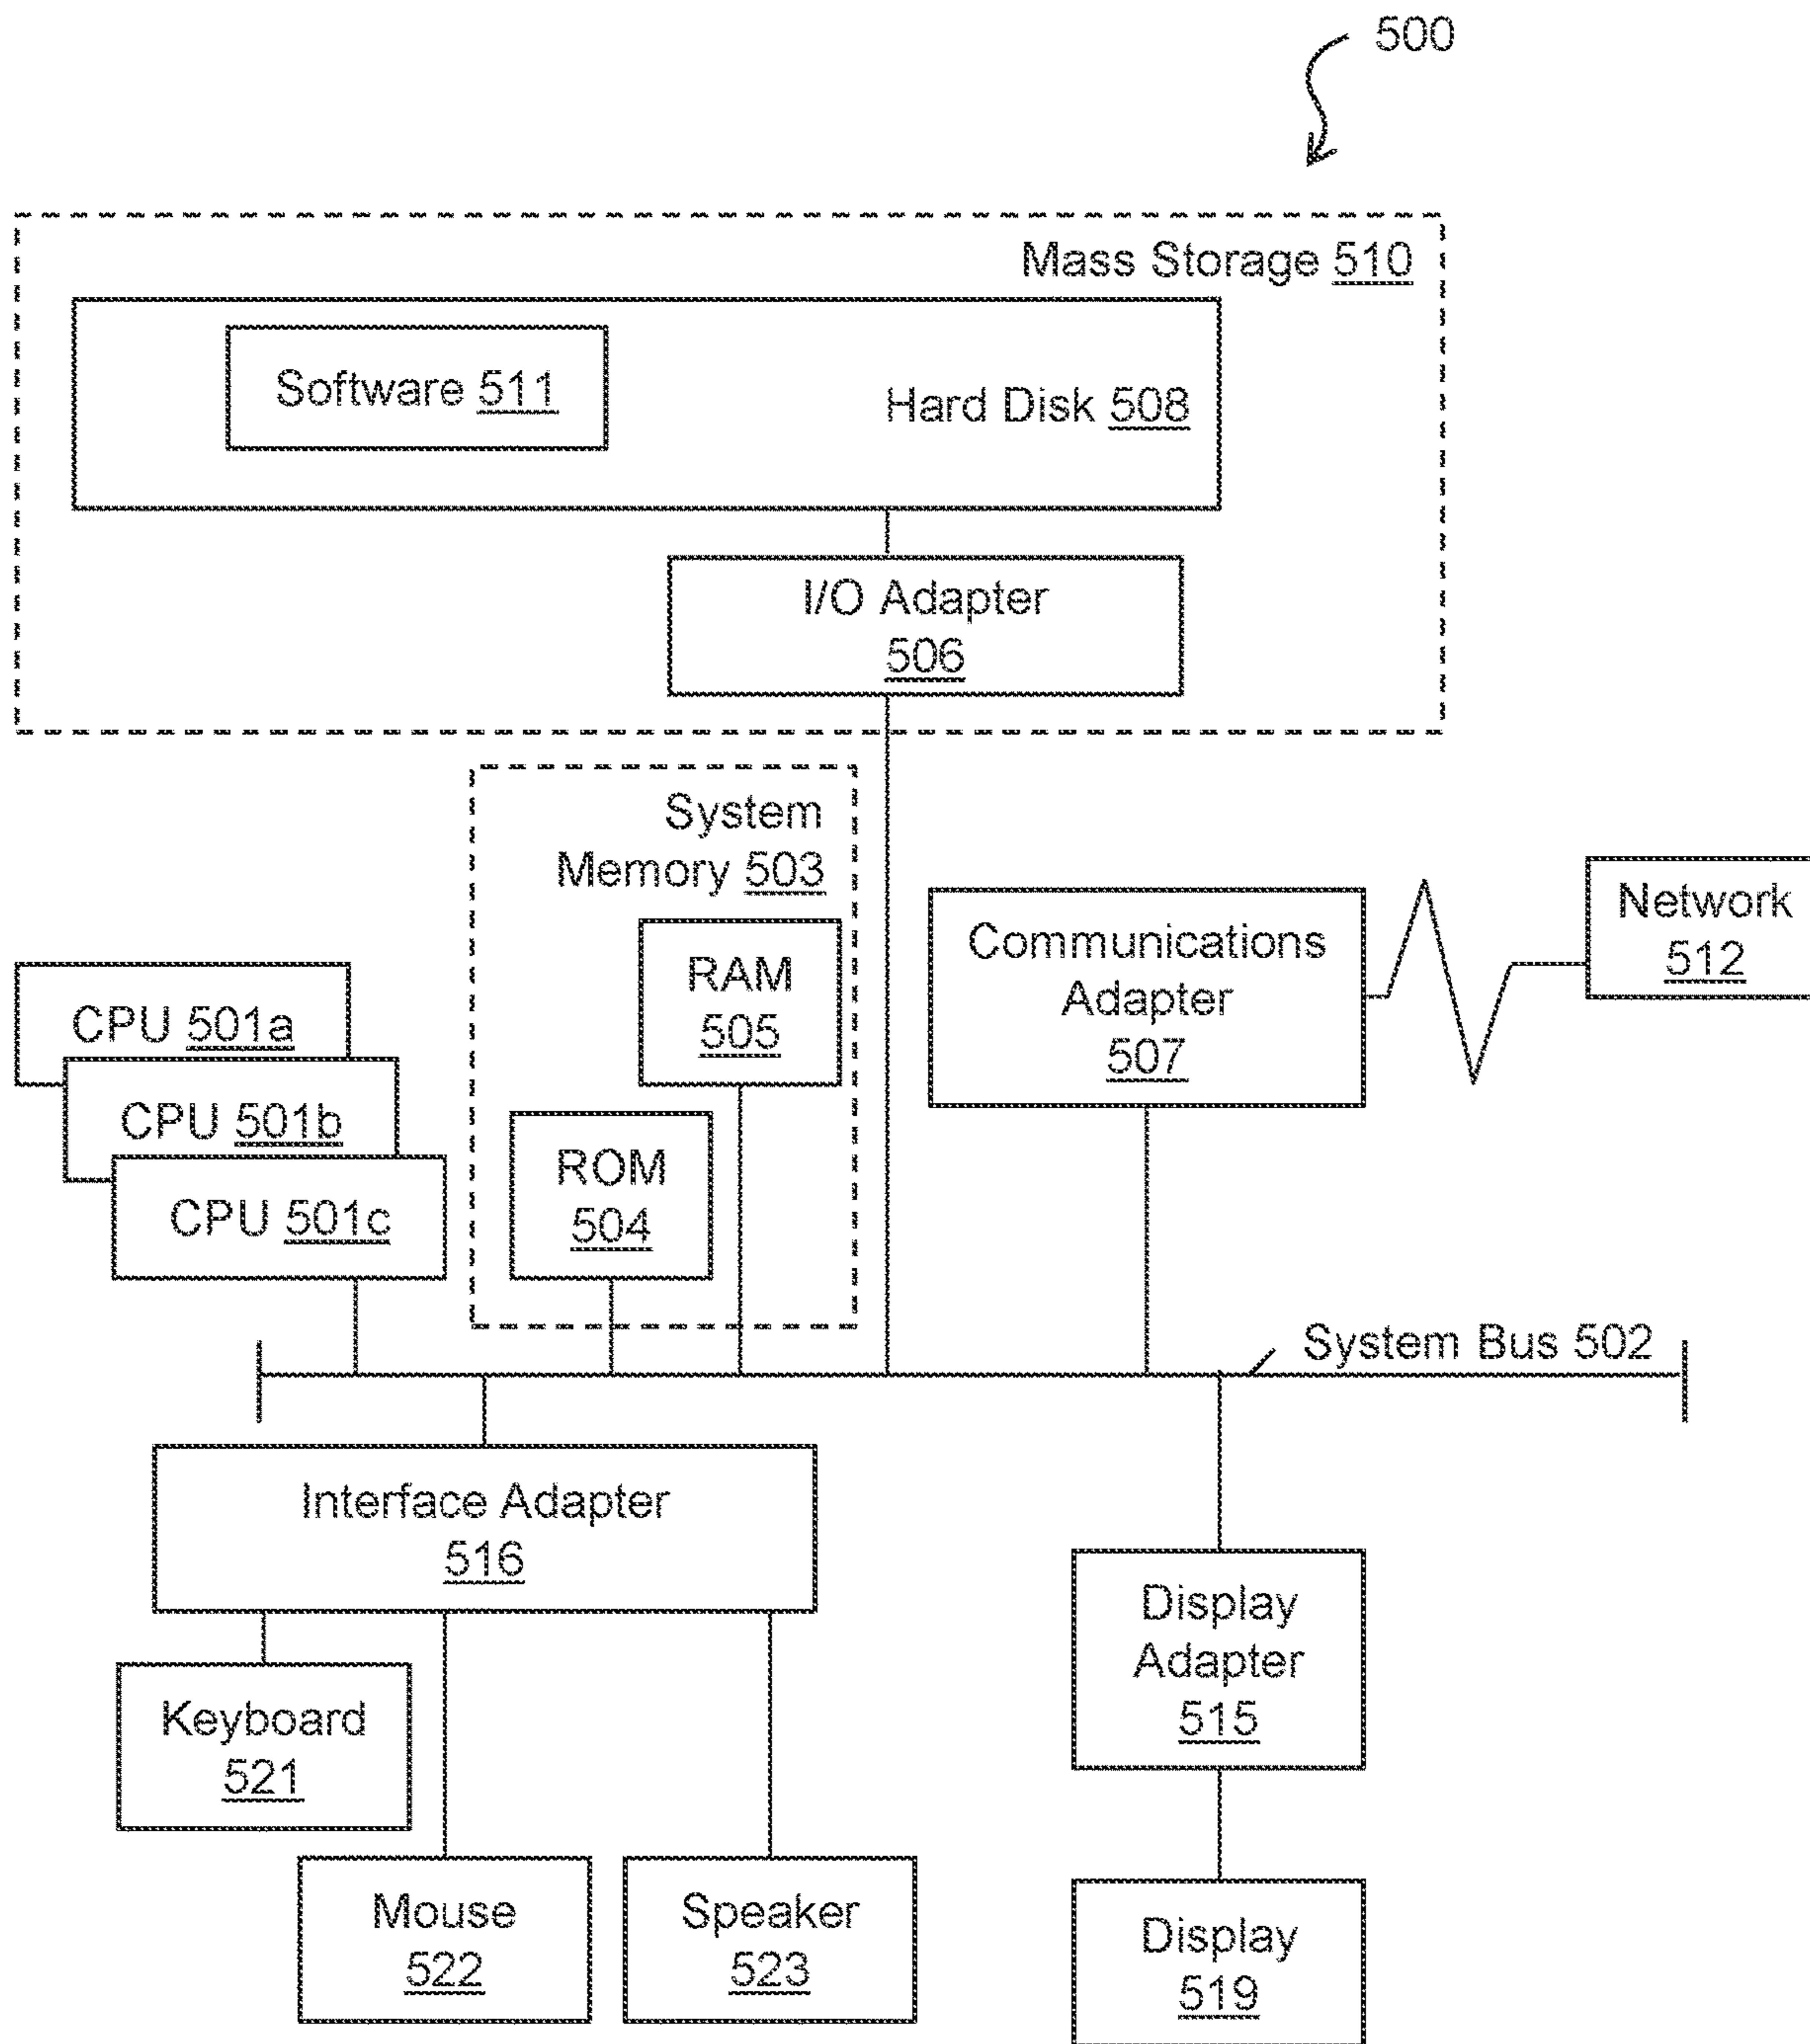 500
Mass Storage 510
Software 511
Hard Disk 508
I/O Adapter
506
System
Memory 503
RAM
505
ROM
504
Communications
Adapter
507
Network
512
CPU 501a
CPU 501b
CPU 501c
System Bus 502
Interface Adapter
516
Display
Adapter
515
Keyboard
521
Mouse
522
Speaker
523
Display
519